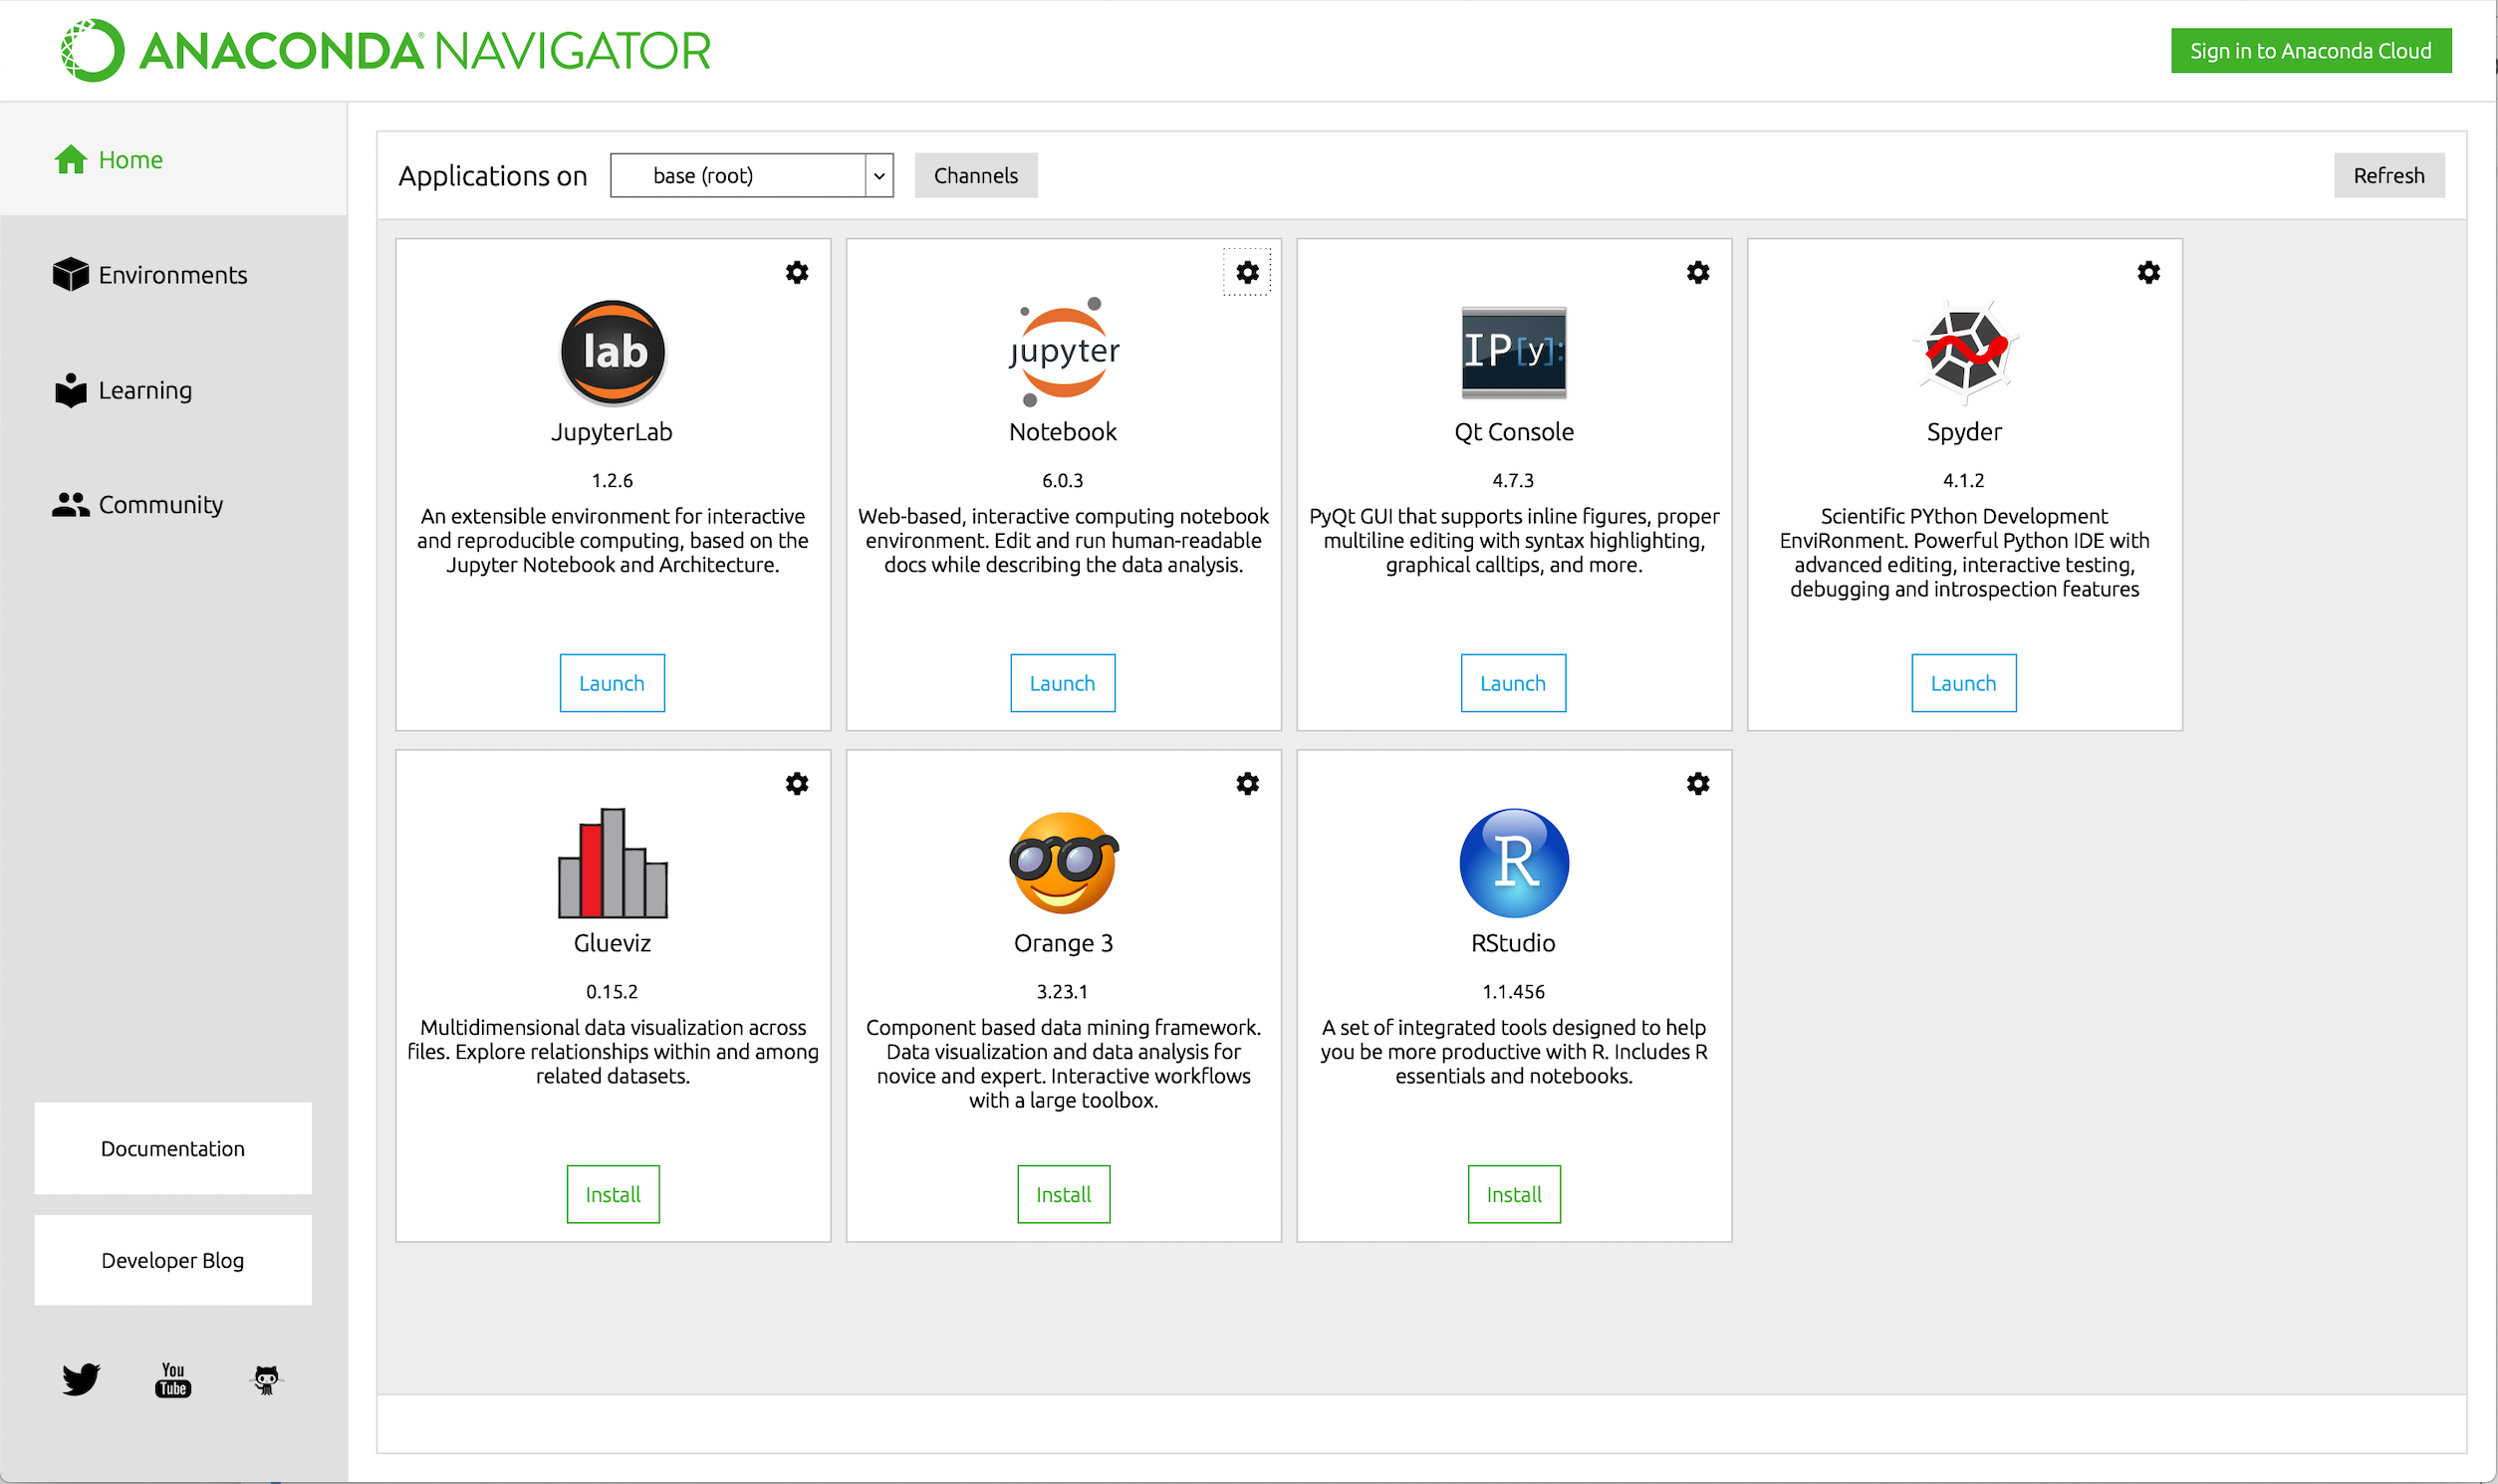 ANACONDA NAVIGATOR
Sign in to Anaconda Cloud
Home
Environments
Learning
Community
Documentation
Developer Blog
You
Tube
Applications on
base (root)
Channels
Refresh
lab
JupyterLab
1.2.6
An extensible environment for interactive
and reproducible computing, based on the
Jupyter Notebook and Architecture.
Launch
jupyter
Notebook
6.0.3
Web-based, interactive computing notebook
environment. Edit and run human-readable
docs while describing the data analysis.
Launch
IP[y]:
Qt Console
4.7.3
PyQt GUI that supports inline figures, proper
multiline editing with syntax highlighting,
graphical calltips, and more.
Launch
Spyder
4.1.2
Scientific PYthon Development
EnviRonment. Powerful Python IDE with
advanced editing, interactive testing,
debugging and introspection features
Launch
Glueviz
0.15.2
Multidimensional data visualization across
files. Explore relationships within and among
related datasets.
Install
Orange 3
3.23.1
Component based data mining framework.
Data visualization and data analysis for
novice and expert. Interactive workflows
with a large toolbox.
Install
R
RStudio
1.1.456
A set of integrated tools designed to help
you be more productive with R. Includes R
essentials and notebooks.
Install